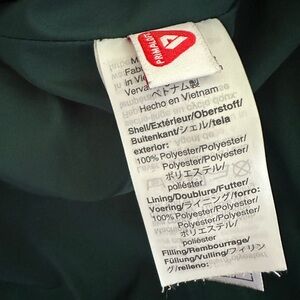 PRIMALOFT
ベトナム製
Hecho en Vietnam
Shell/Extérieur/Oberstoff/
Buitenkant/シェル/tela
exterior:
100% Polyester/Polyester/
Polyester/Polyester/
ポリエステル/
poliéster
Lining/Doublure/Futter/
Voering/ライニング/forro:
100% Polyester/Polyester/
Polyester/Polyester/
ポリエステル/
poliéster
Filling/Rembourrage/
Füllung/Vulling/フィリン
グ/relleno: